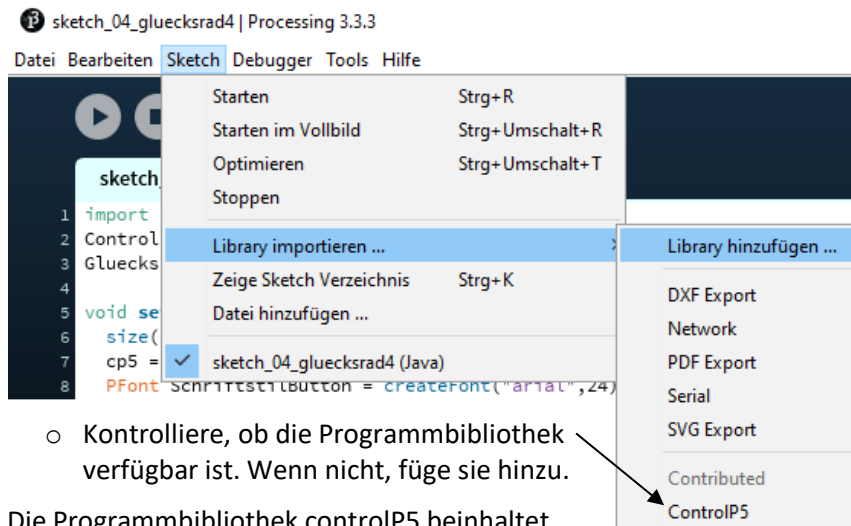 sketch_04_gluecksrad4 | Processing 3.3.3
Datei Bearbeiten Sketch Debugger Tools Hilfe
Starten Strg+R
Starten im Vollbild Strg+Umschalt+R
Optimieren Strg+Umschalt+T
Stoppen
sketch_
1 import
2 Control
3 Gluecks
4
5 void se
6 size(
7 cp5 =
8 PFont SchriftstilButton = createFont("arial",24)
Library importieren ...
Zeige Sketch Verzeichnis Strg+K
Datei hinzufügen ...
sketch_04_gluecksrad4 (Java)
Library hinzufügen ...
DXF Export
Network
PDF Export
Serial
SVG Export
Contributed
ControlP5
o Kontrolliere, ob die Programmbibliothek
verfügbar ist. Wenn nicht, füge sie hinzu.
Die Programmbibliothek controlP5 beinhaltet